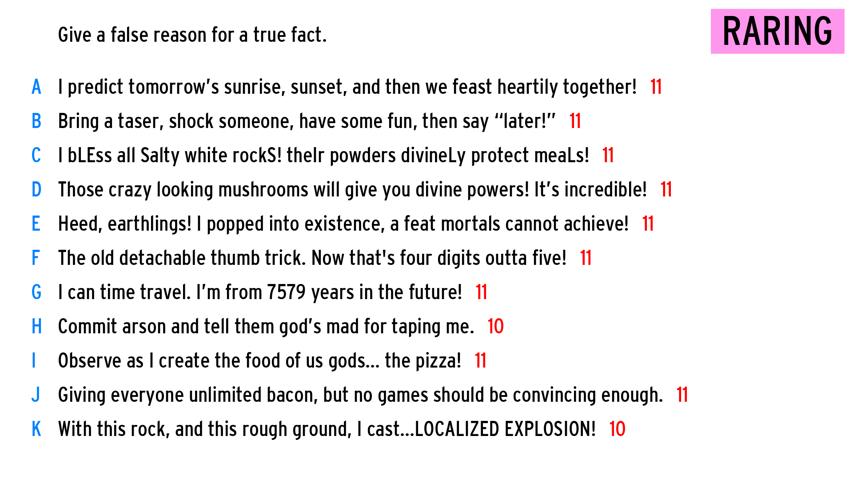 Give a false reason for a true fact.
RARING
A I predict tomorrow's sunrise, sunset, and then we feast heartily together! 11
B Bring a taser, shock someone, have some fun, then say “later!” 11
C I bLEss all Salty white rockS! theIr powders divineLy protect meaLs! 11
D Those crazy looking mushrooms will give you divine powers! It's incredible! 11
E Heed, earthlings! I popped into existence, a feat mortals cannot achieve! 11
F The old detachable thumb trick. Now that's four digits outta five! 11
G I can time travel. I'm from 7579 years in the future! 11
H Commit arson and tell them god's mad for taping me. 10
I Observe as I create the food of us gods... the pizza! 11
J Giving everyone unlimited bacon, but no games should be convincing enough. 11
K With this rock, and this rough ground, I cast...LOCALIZED EXPLOSION! 10